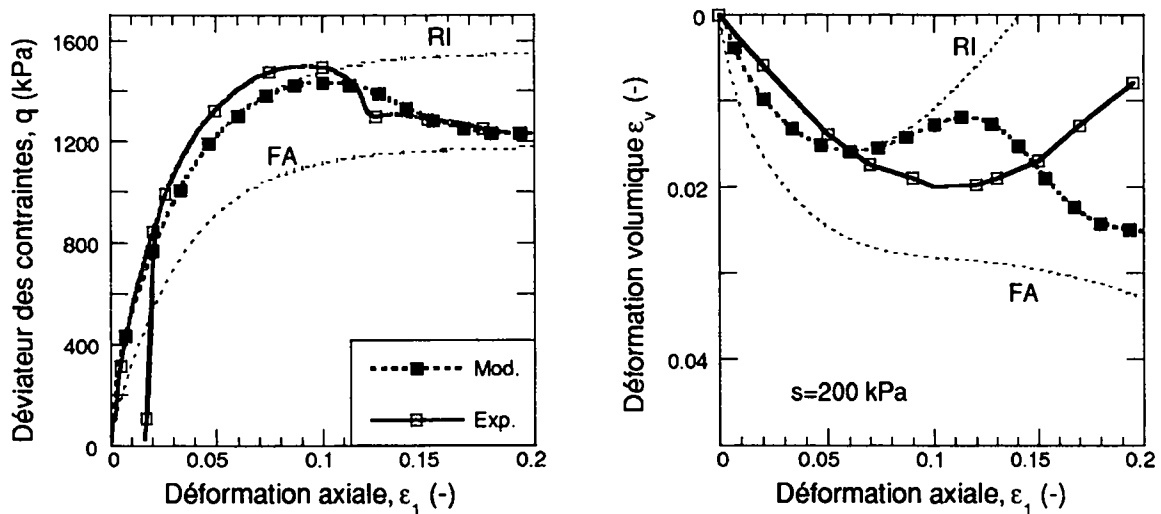 1600
1200
800
400
0
Déviateur des contraintes, q (kPa)
RI
FA
Mod.
Exp.
0
0.05
0.1
0.15
0.2
Déformation axiale, ε1 (-)
0
0.02
0.04
Déformation volumique εv (-)
RI
FA
s=200 kPa
0
0.05
0.1
0.15
0.2
Déformation axiale, ε1 (-)